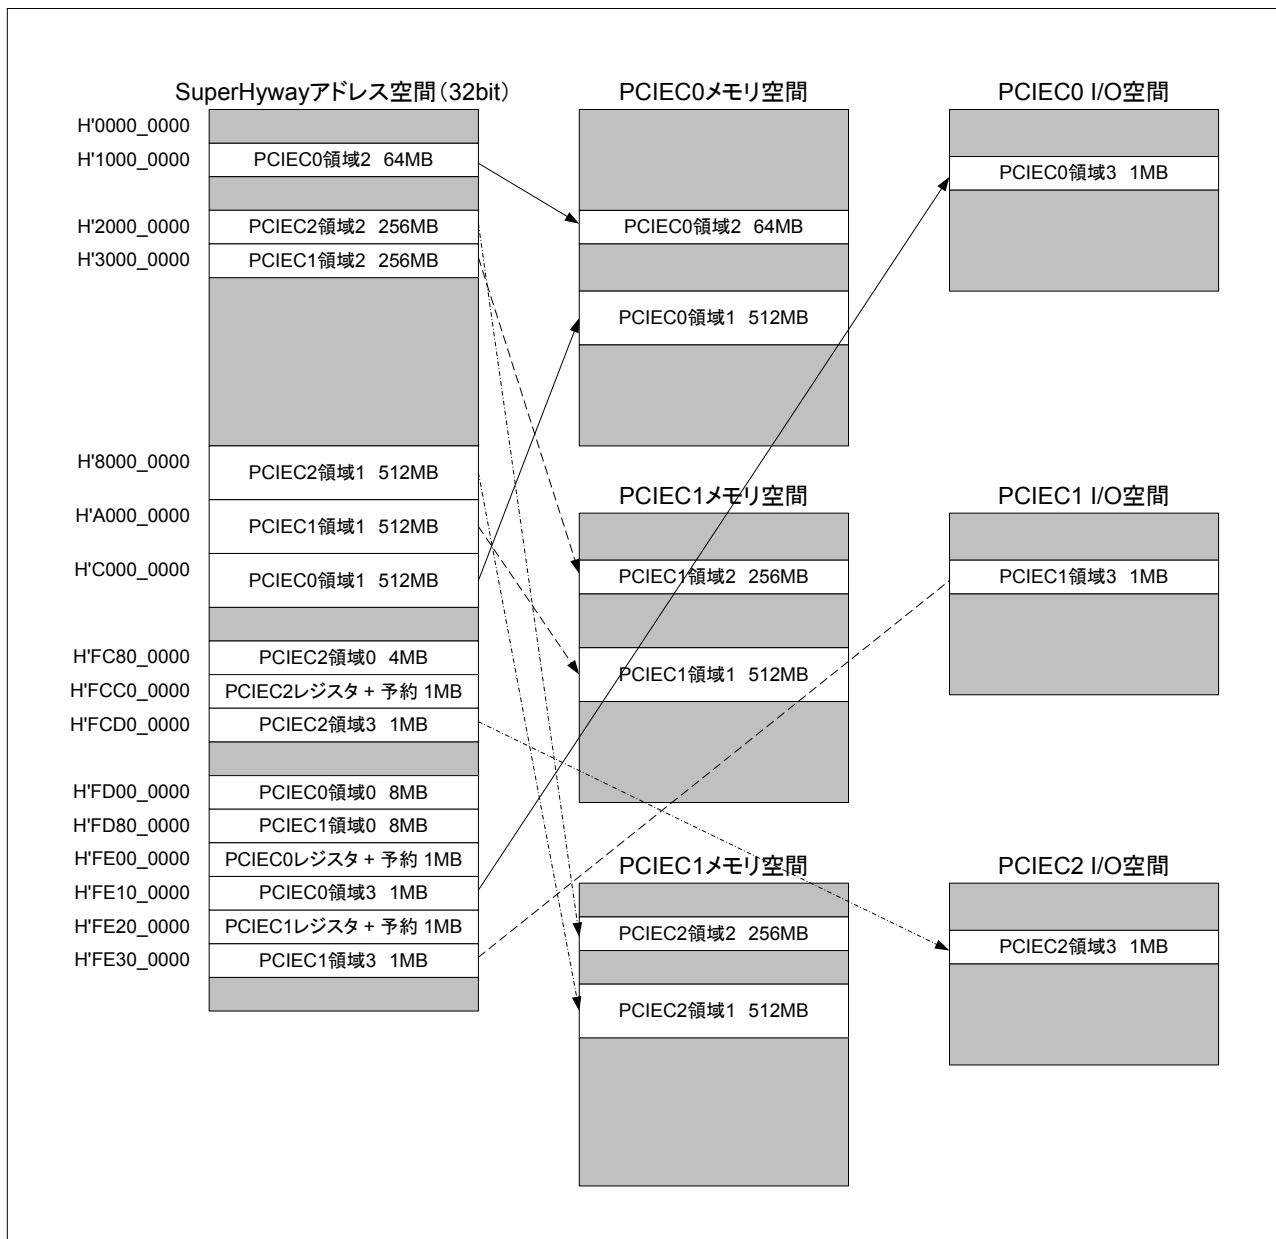 SuperHywayアドレス空間（32bit）
H'0000_0000
H'1000_0000
PCIEC0領域2 64MB
H'2000_0000
PCIEC2領域2 256MB
H'3000_0000
PCIEC1領域2 256MB
H'8000_0000
PCIEC2領域1 512MB
H'A000_0000
PCIEC1領域1 512MB
H'C000_0000
PCIEC0領域1 512MB
H'FC80_0000
PCIEC2領域0 4MB
H'FCC0_0000
PCIEC2レジスタ + 予約 1MB
H'FCD0_0000
PCIEC2領域3 1MB
H'FD00_0000
PCIEC0領域0 8MB
H'FD80_0000
PCIEC1領域0 8MB
H'FE00_0000
PCIEC0レジスタ + 予約 1MB
H'FE10_0000
PCIEC0領域3 1MB
H'FE20_0000
PCIEC1レジスタ + 予約 1MB
H'FE30_0000
PCIEC1領域3 1MB
PCIEC0メモリ空間
PCIEC0領域2 64MB
PCIEC0領域1 512MB
PCIEC1メモリ空間
PCIEC1領域2 256MB
PCIEC1領域1 512MB
PCIEC1メモリ空間
PCIEC2領域2 256MB
PCIEC2領域1 512MB
PCIEC0 I/O空間
PCIEC0領域3 1MB
PCIEC1 I/O空間
PCIEC1領域3 1MB
PCIEC2 I/O空間
PCIEC2領域3 1MB